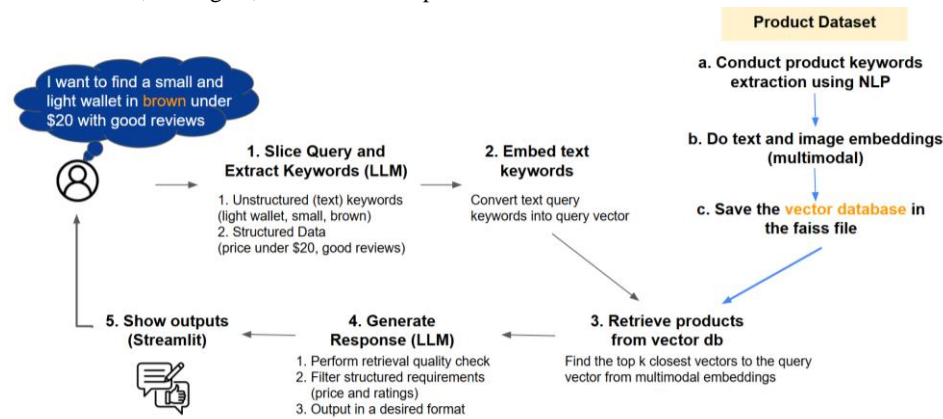 Product Dataset
a. Conduct product keywords
extraction using NLP
b. Do text and image embeddings
(multimodal)
c. Save the vector database in
the faiss file
I want to find a small and
light wallet in brown under
$20 with good reviews
1. Slice Query and
Extract Keywords (LLM)
1. Unstructured (text) keywords
(light wallet, small, brown)
2. Structured Data
(price under $20, good reviews)
2. Embed text
keywords
Convert text query
keywords into query vector
3. Retrieve products
from vector db
Find the top k closest vectors to the query
vector from multimodal embeddings
4. Generate
Response (LLM)
1. Perform retrieval quality check
2. Filter structured requirements
(price and ratings)
3. Output in a desired format
5. Show outputs
(Streamlit)